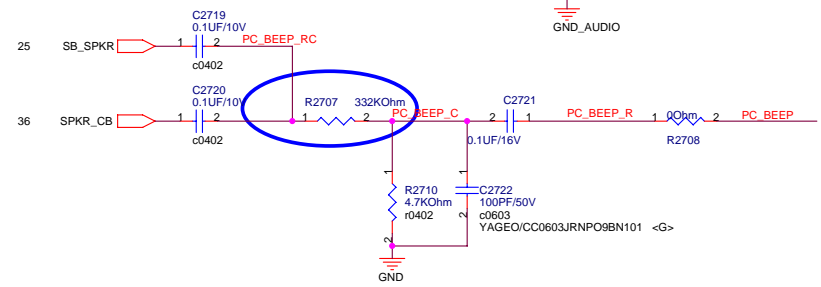 GND_AUDIO
C2719
0.1UF/10V
25 SB_SPKR 1 2 PC_BEEP_RC
c0402
C2720
0.1UF/10V
R2707 332KOhm
C2721
36 SPKR_CB 1 2 1 2 PC_BEEP_C 2 1 PC_BEEP_R 1 0Ohm 2 PC_BEEP
c0402
0.1UF/16V
R2708
1 1
R2710
4.7KOhm
r0402
2
C2722
100PF/50V
c0603
2
YAGEO/CC0603JRNPO9BN101 <G>
GND